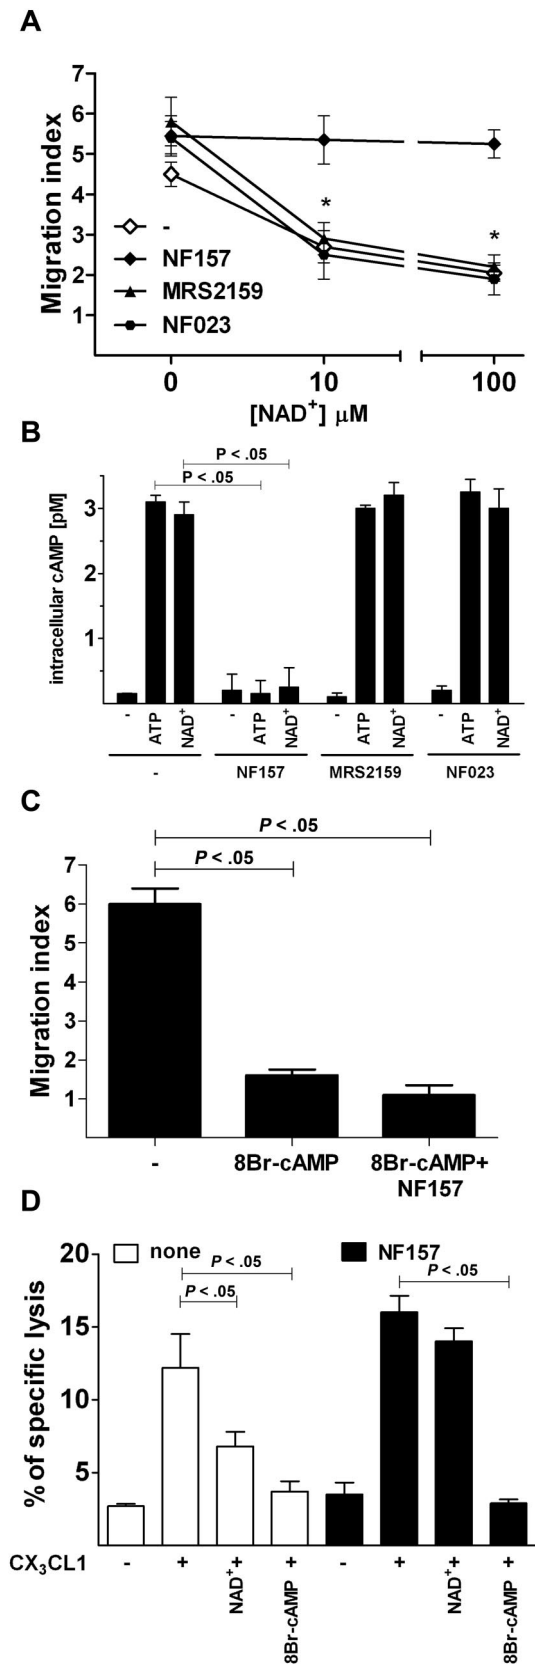 A
7
6
5
4
3
2
1
Migration index
*
*
-
NF157
MRS2159
NF023
0 10 100
[NAD+] µM
B
P < .05
P < .05
intracellular cAMP [pM]
3
2
1
- ATP NAD+ - ATP NAD+ - ATP NAD+ - ATP NAD+
- NF157 MRS2159 NF023
C
P < .05
P < .05
7
6
5
4
3
2
1
Migration index
- 8Br-cAMP 8Br-cAMP+
NF157
D
20
15
10
5
% of specific lysis
none NF157
P < .05 P < .05
P < .05
CX3CL1 - + + + - + + +
NAD+ 8Br-cAMP NAD+ 8Br-cAMP